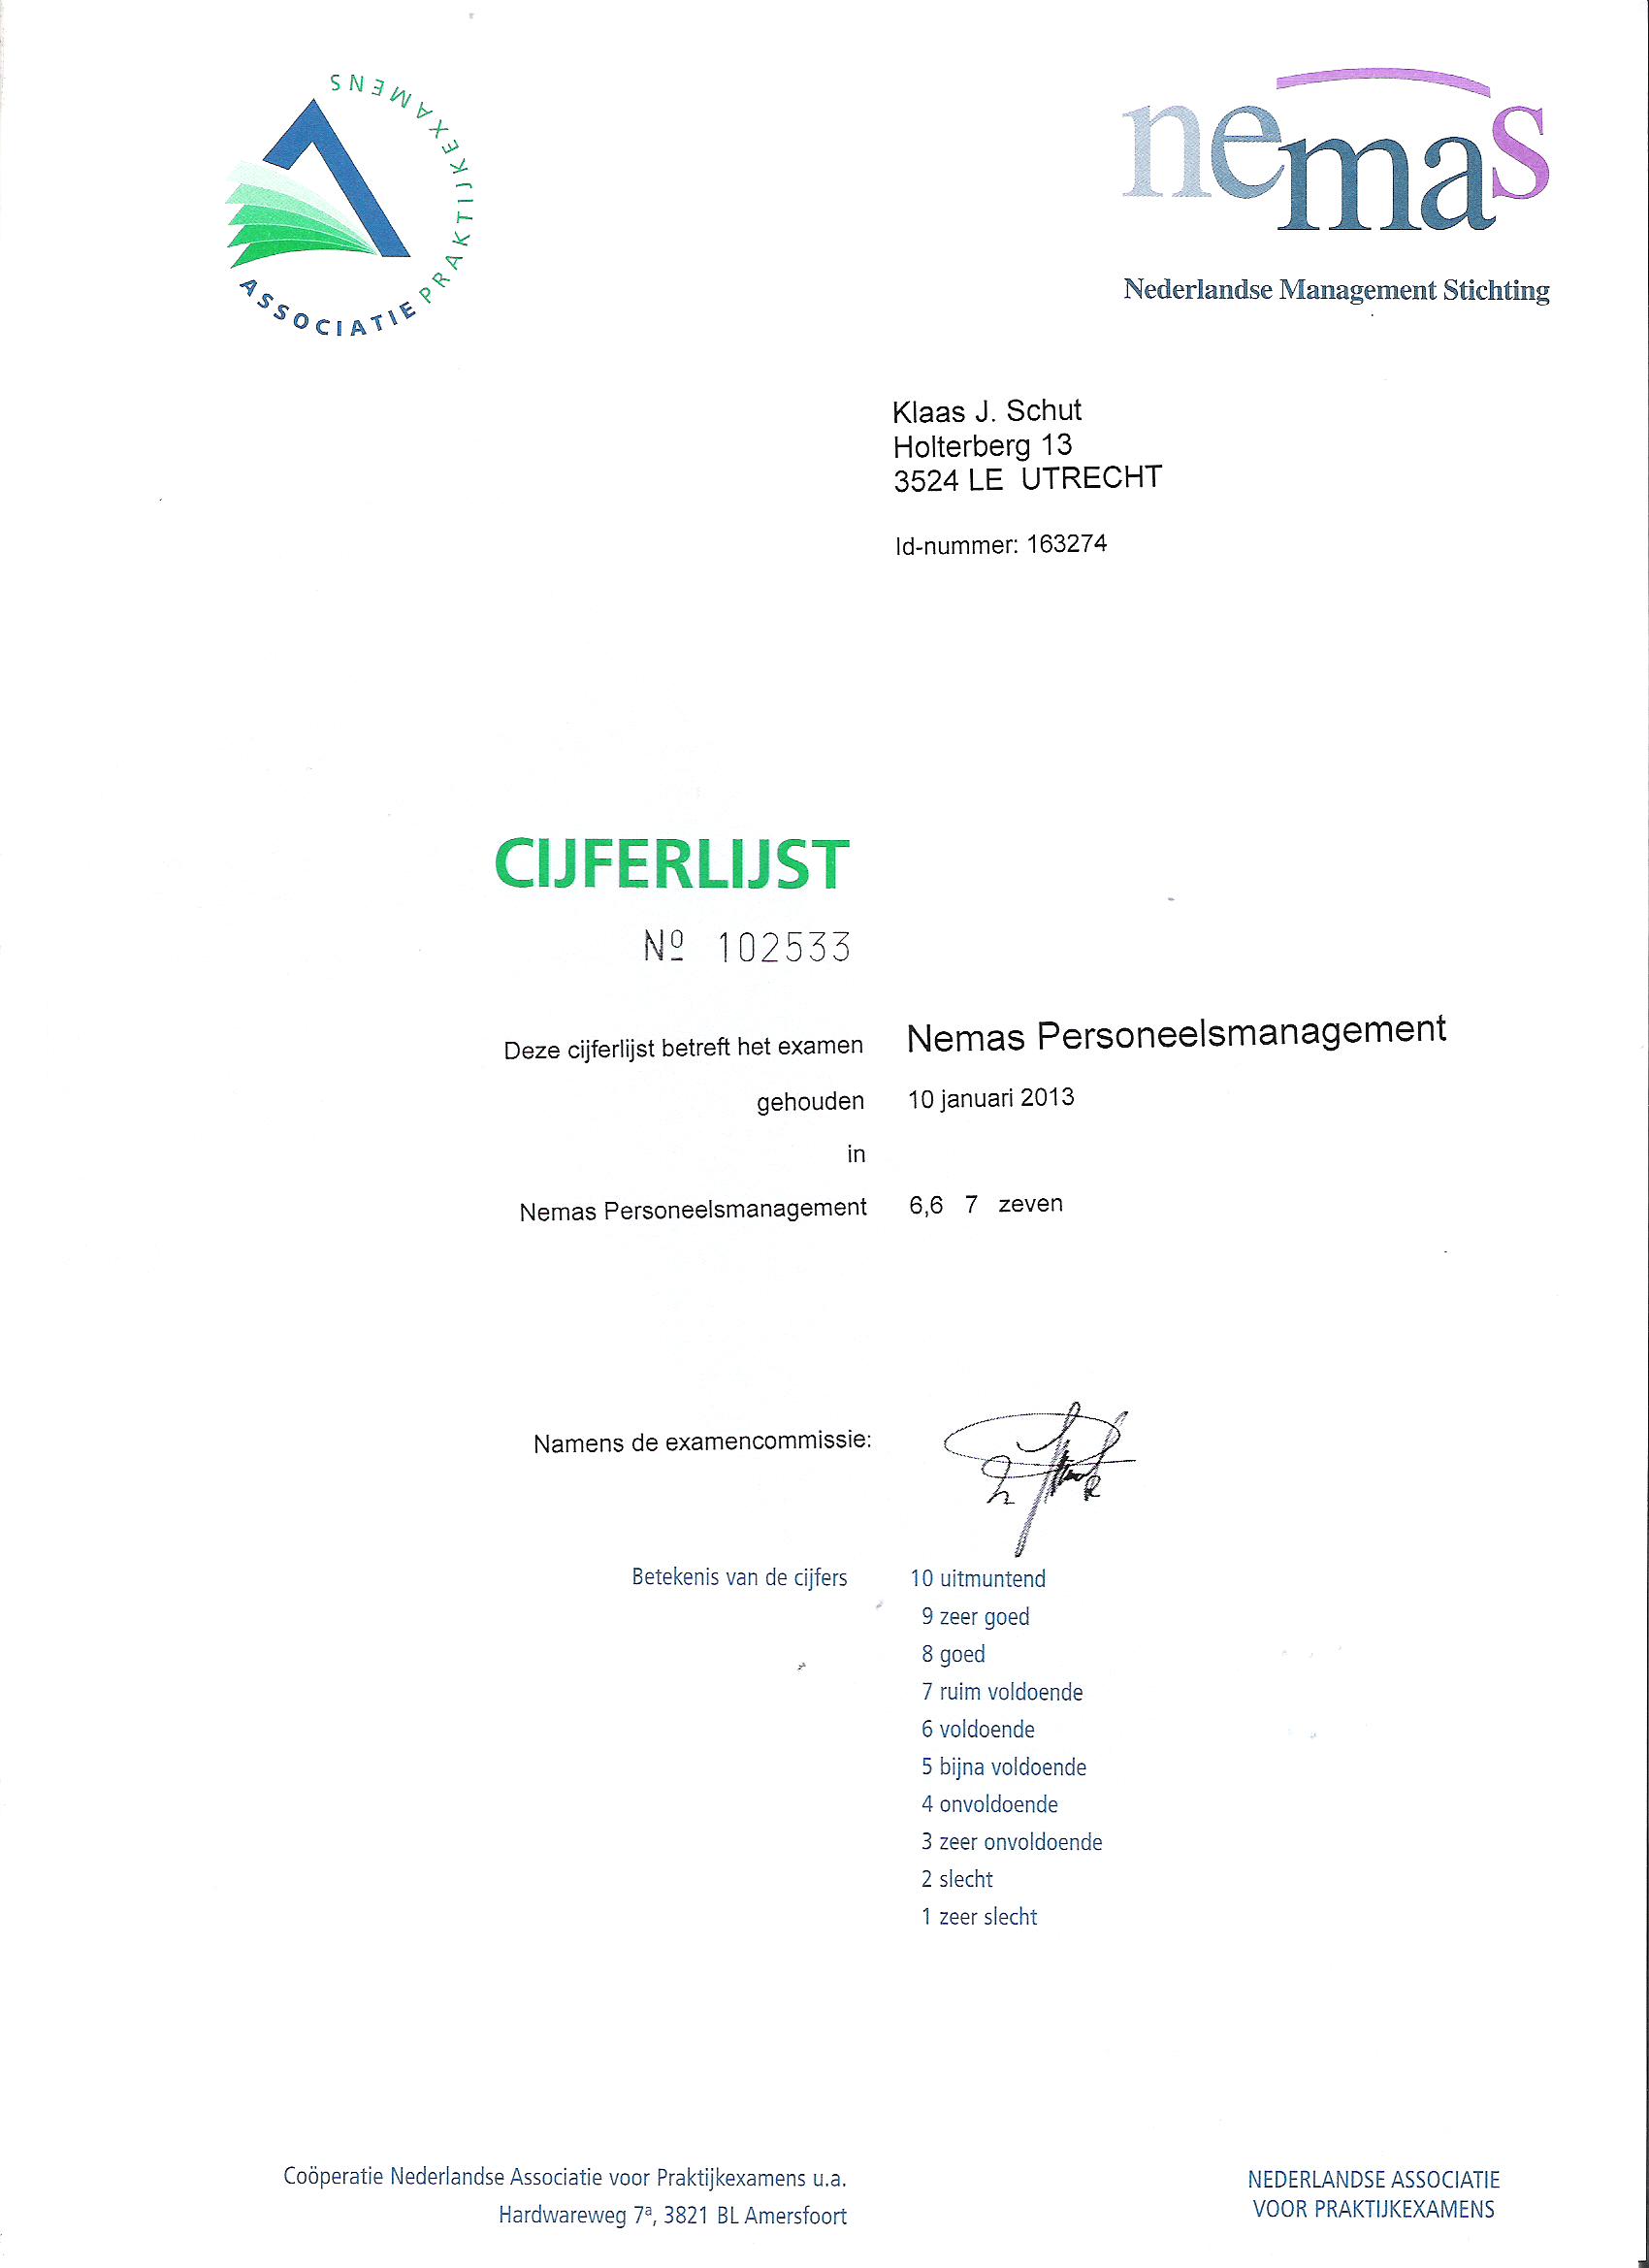 ASSOCIATIE PRAKTIJKEXAMENS
nemas
Nederlandse Management Stichting
Klaas J. Schut
Holterberg 13
3524 LE UTRECHT
Id-nummer: 163274
CIJFERLIJST
Nº 102533
Deze cijferlijst betreft het examen Nemas Personeelsmanagement
gehouden 10 januari 2013
in
Nemas Personeelsmanagement 6,6 7 zeven
Namens de examencommissie:
Betekenis van de cijfers 10 uitmuntend
9 zeer goed
8 goed
7 ruim voldoende
6 voldoende
5 bijna voldoende
4 onvoldoende
3 zeer onvoldoende
2 slecht
1 zeer slecht
Coöperatie Nederlandse Associatie voor Praktijkexamens u.a.
Hardwareweg 7ª, 3821 BL Amersfoort
NEDERLANDSE ASSOCIATIE
VOOR PRAKTIJKEXAMENS